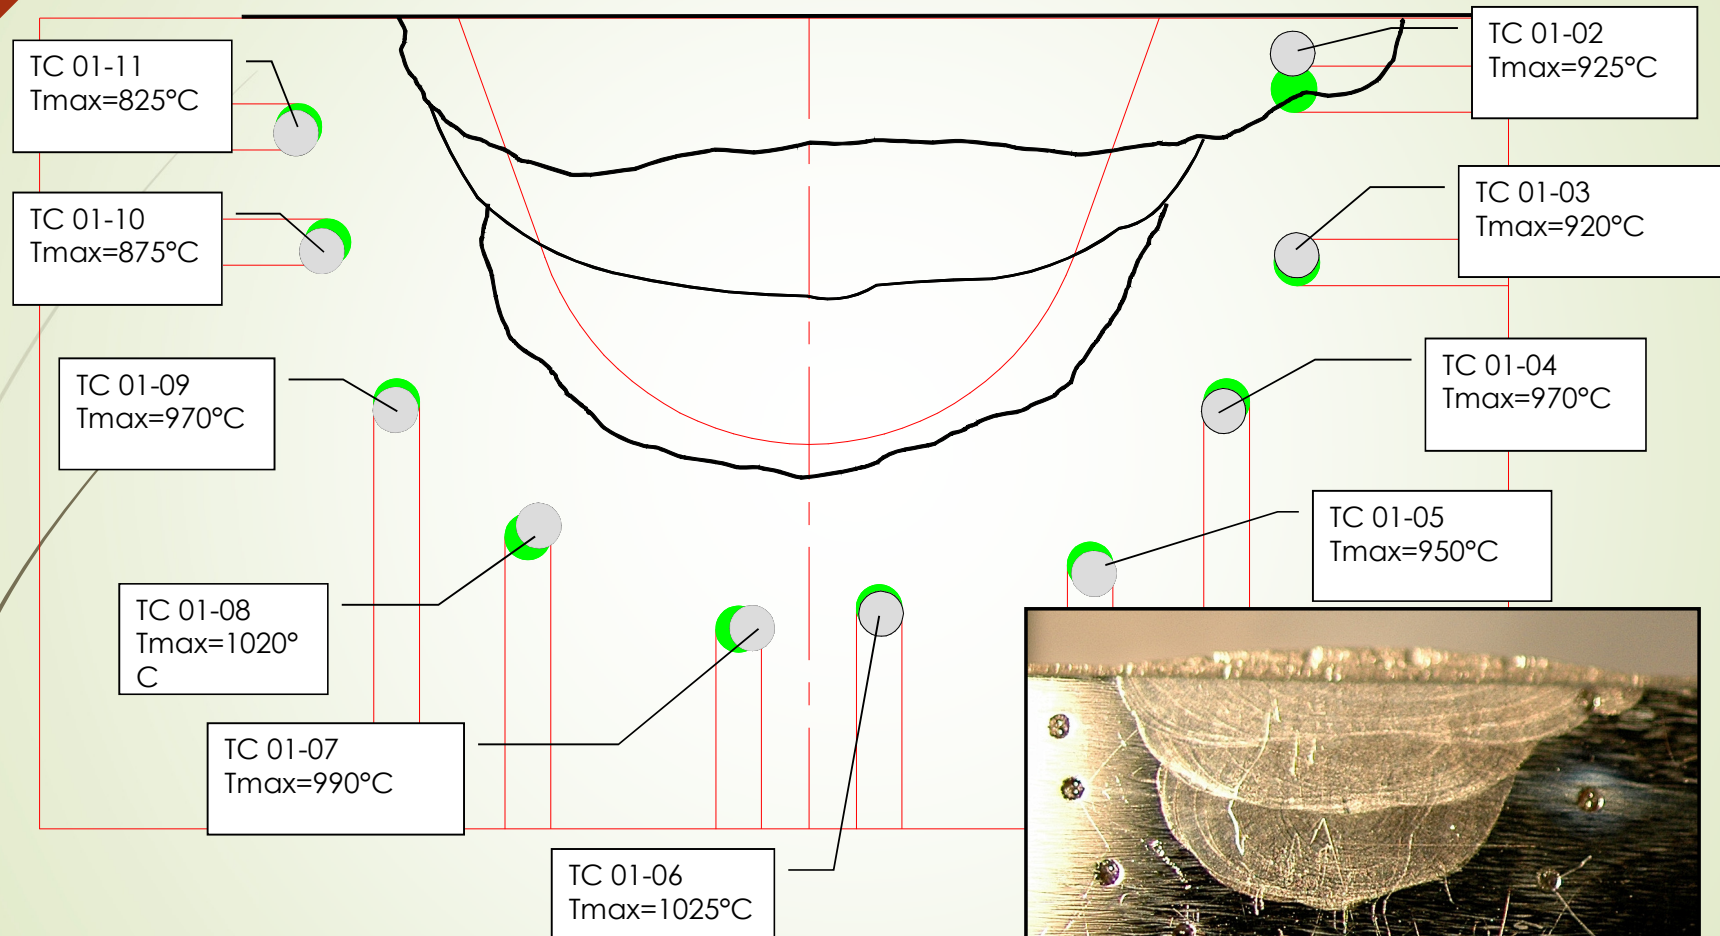 TC 01-11
Tmax=825°C
TC 01-02
Tmax=925°C
TC 01-10
Tmax=875°C
TC 01-03
Tmax=920°C
TC 01-09
Tmax=970°C
TC 01-04
Tmax=970°C
TC 01-05
Tmax=950°C
TC 01-08
Tmax=1020°
C
TC 01-07
Tmax=990°C
TC 01-06
Tmax=1025°C